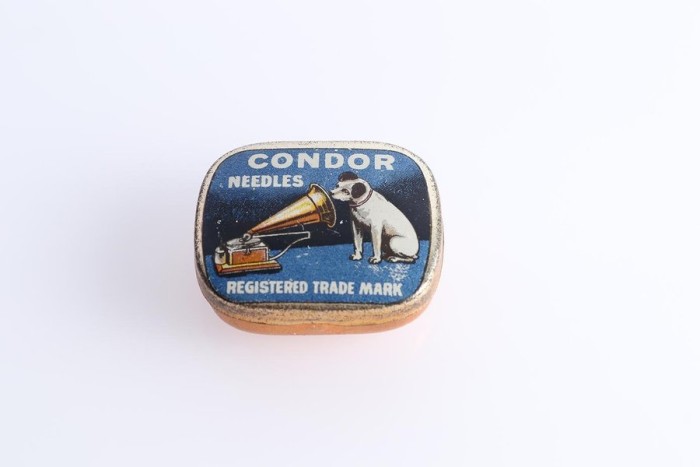 CONDOR
NEEDLES
REGISTERED TRADE MARK